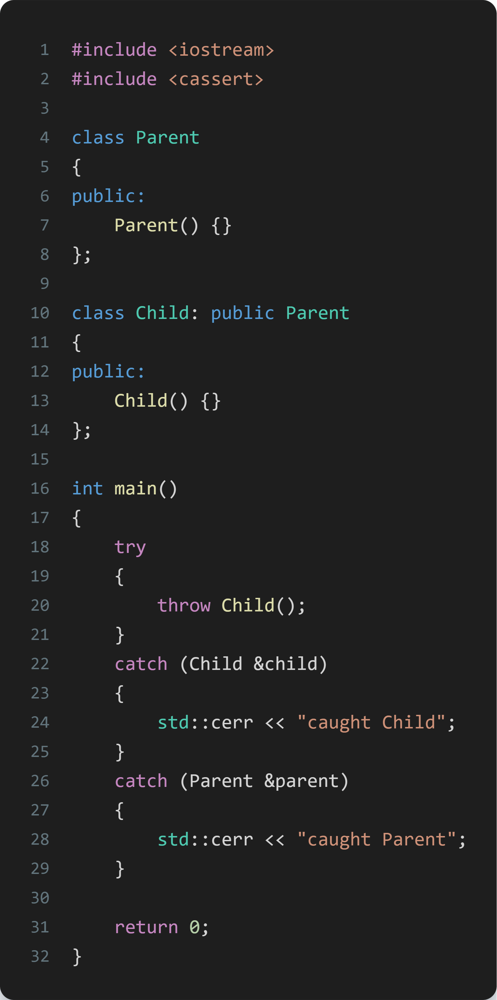 1 #include <iostream>
2 #include <cassert>
3
4 class Parent
5 {
6 public:
7     Parent() {}
8 };
9
10 class Child: public Parent
11 {
12 public:
13     Child() {}
14 };
15
16 int main()
17 {
18     try
19     {
20         throw Child();
21     }
22     catch (Child &child)
23     {
24         std::cerr << "caught Child";
25     }
26     catch (Parent &parent)
27     {
28         std::cerr << "caught Parent";
29     }
30
31     return 0;
32 }